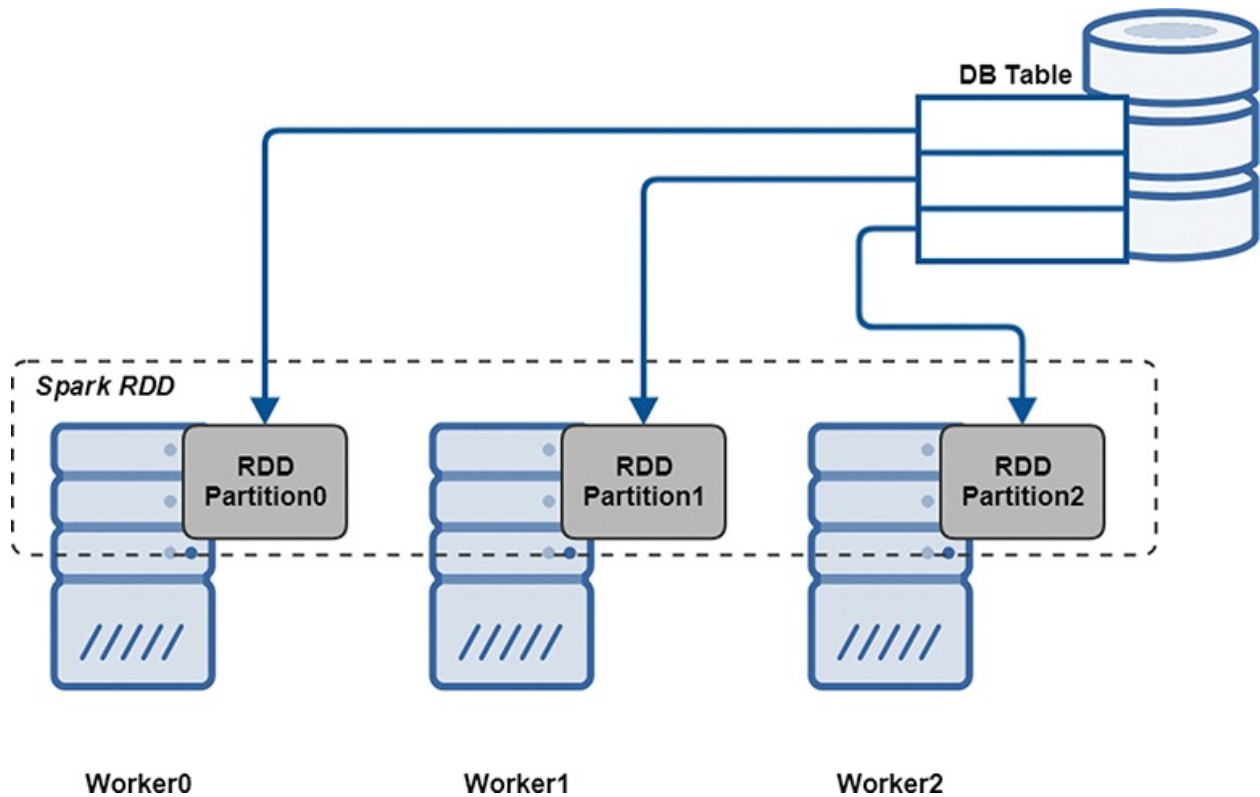 DB Table
Spark RDD
RDD
Partition0
RDD
Partition1
RDD
Partition2
Worker0
Worker1
Worker2